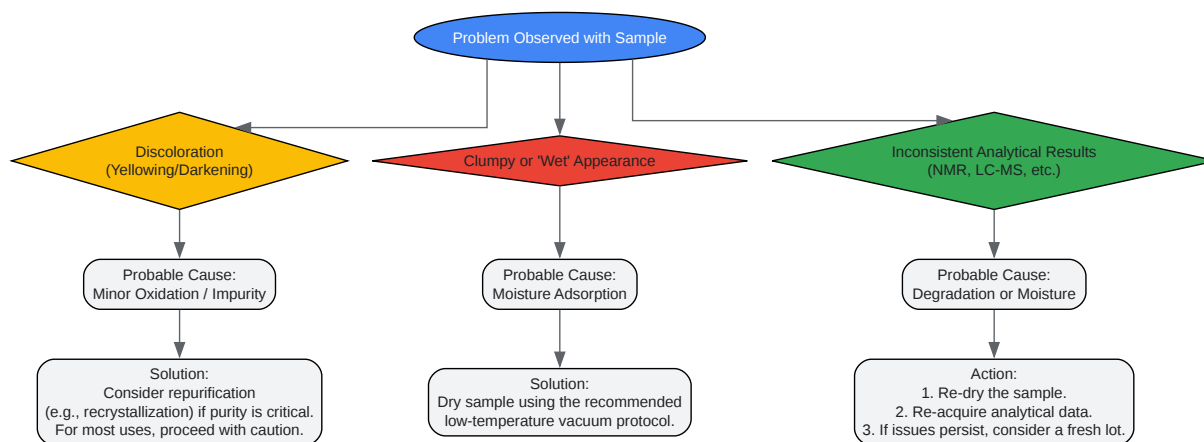 Problem Observed with Sample
Discoloration
(Yellowing/Darkening)
Clumpy or 'Wet' Appearance
Inconsistent Analytical Results
(NMR, LC-MS, etc.)
Probable Cause:
Minor Oxidation / Impurity
Probable Cause:
Moisture Adsorption
Probable Cause:
Degradation or Moisture
Solution:
Consider repurification
(e.g., recrystallization) if purity is critical.
For most uses, proceed with caution.
Solution:
Dry sample using the recommended
low-temperature vacuum protocol.
Action:
1. Re-dry the sample.
2. Re-acquire analytical data.
3. If issues persist, consider a fresh lot.